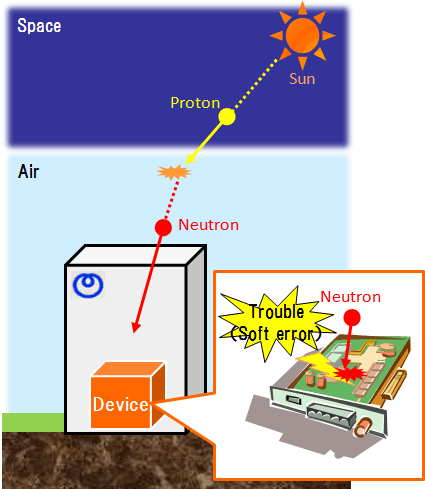 Space
Sun
Proton
Air
Neutron
Neutron
Trouble
(Soft error)
Device